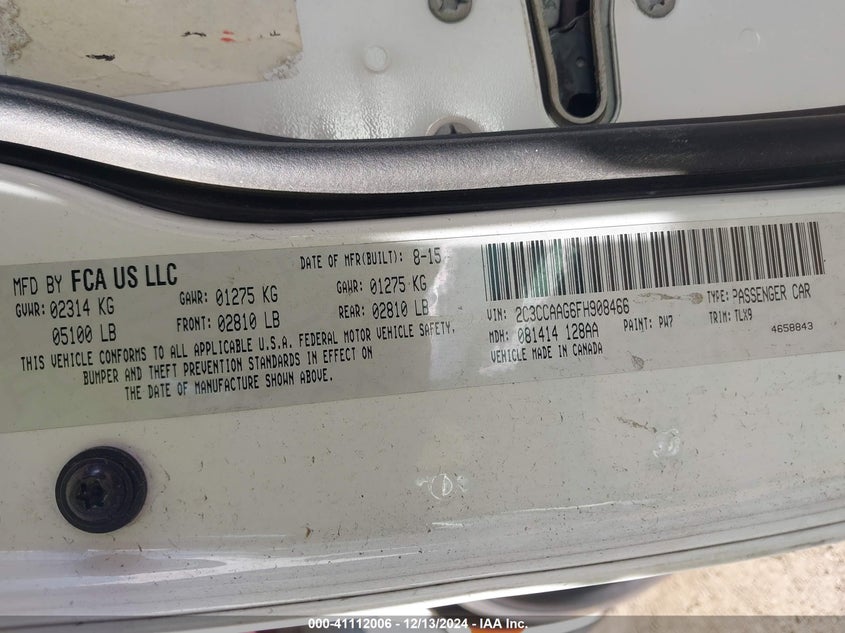 MFD BY FCA US LLC
DATE OF MFR(BUILT): 8-15
GVWR: 02314 KG
GAWR: 01275 KG
GAWR: 01275 KG
05100 LB
FRONT: 02810 LB
REAR: 02810 LB
THIS VEHICLE CONFORMS TO ALL APPLICABLE U.S.A. FEDERAL MOTOR VEHICLE SAFETY,
BUMPER AND THEFT PREVENTION STANDARDS IN EFFECT ON
THE DATE OF MANUFACTURE SHOWN ABOVE.
VIN: 2C3CCAAG6FH908466
TYPE: PASSENGER CAR
MDH: 081414 128AA
PAINT: PW7
TRIM: TLX9
VEHICLE MADE IN CANADA
4658843
000-41112006 - 12/13/2024 - IAA Inc.